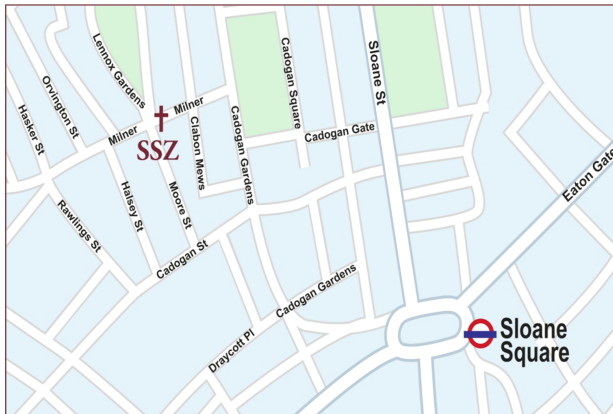 Lennox Gardens
Orvington St
Hasker St
Milner
Milner
SSZ
Clabon Mews
Cadogan Gardens
Cadogan Square
Sloane St
Cadogan Gate
Eaton Gate
Rawlings St
Halsey St
Moore St
Cadogan St
Cadogan Gardens
Draycott Pl
Sloane
Square